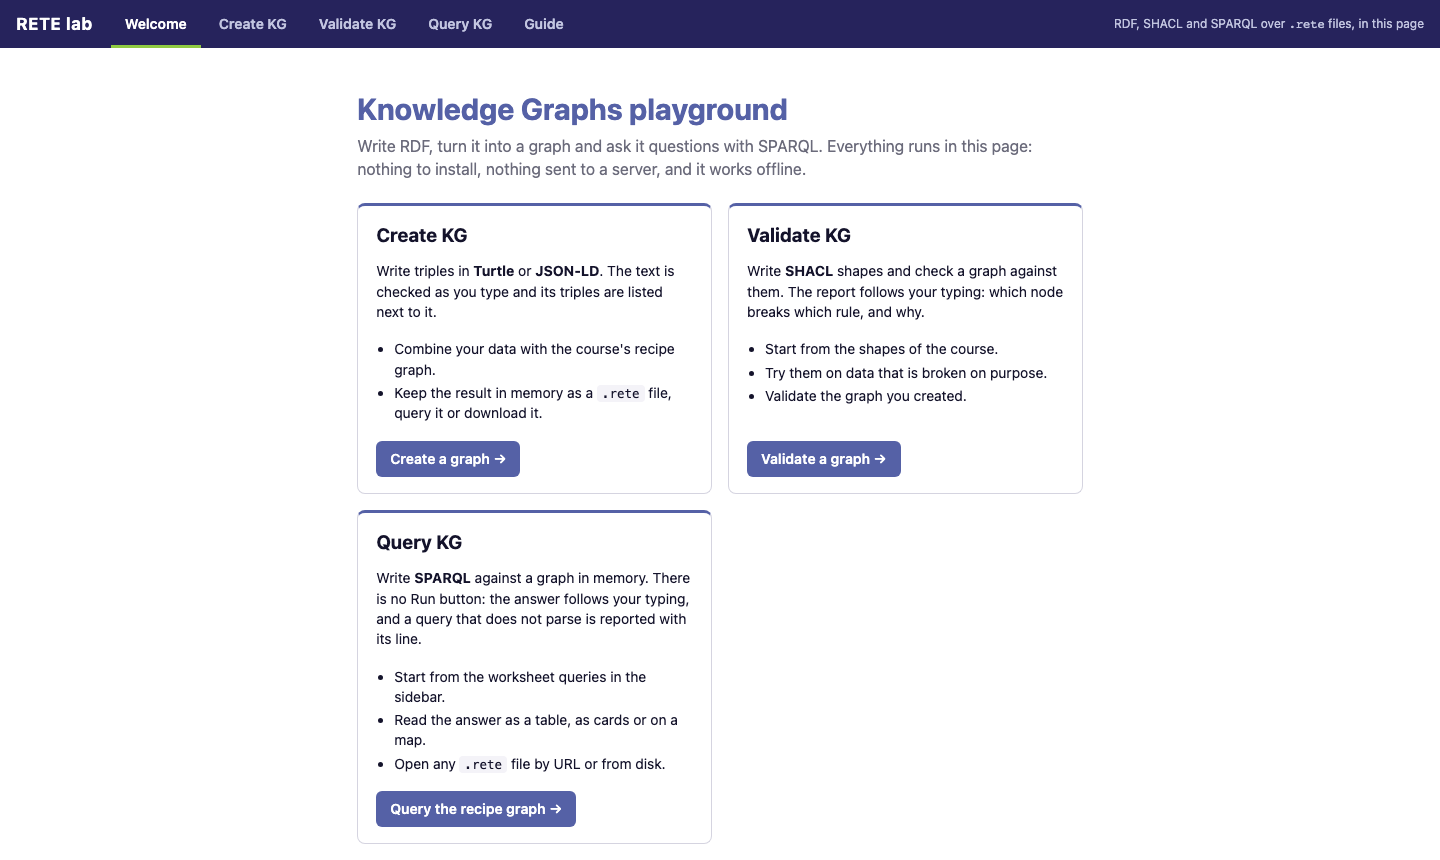 RETE lab
Welcome
Create KG
Validate KG
Query KG
Guide
RDF, SHACL and SPARQL over .rete files, in this page
Knowledge Graphs playground
Write RDF, turn it into a graph and ask it questions with SPARQL. Everything runs in this page:
nothing to install, nothing sent to a server, and it works offline.
Create KG
Write triples in Turtle or JSON-LD. The text is
checked as you type and its triples are listed
next to it.
• Combine your data with the course's recipe
graph.
• Keep the result in memory as a .rete file,
query it or download it.
Create a graph →
Validate KG
Write SHACL shapes and check a graph against
them. The report follows your typing: which node
breaks which rule, and why.
• Start from the shapes of the course.
• Try them on data that is broken on purpose.
• Validate the graph you created.
Validate a graph →
Query KG
Write SPARQL against a graph in memory. There
is no Run button: the answer follows your typing,
and a query that does not parse is reported with
its line.
• Start from the worksheet queries in the
sidebar.
• Read the answer as a table, as cards or on a
map.
• Open any .rete file by URL or from disk.
Query the recipe graph →